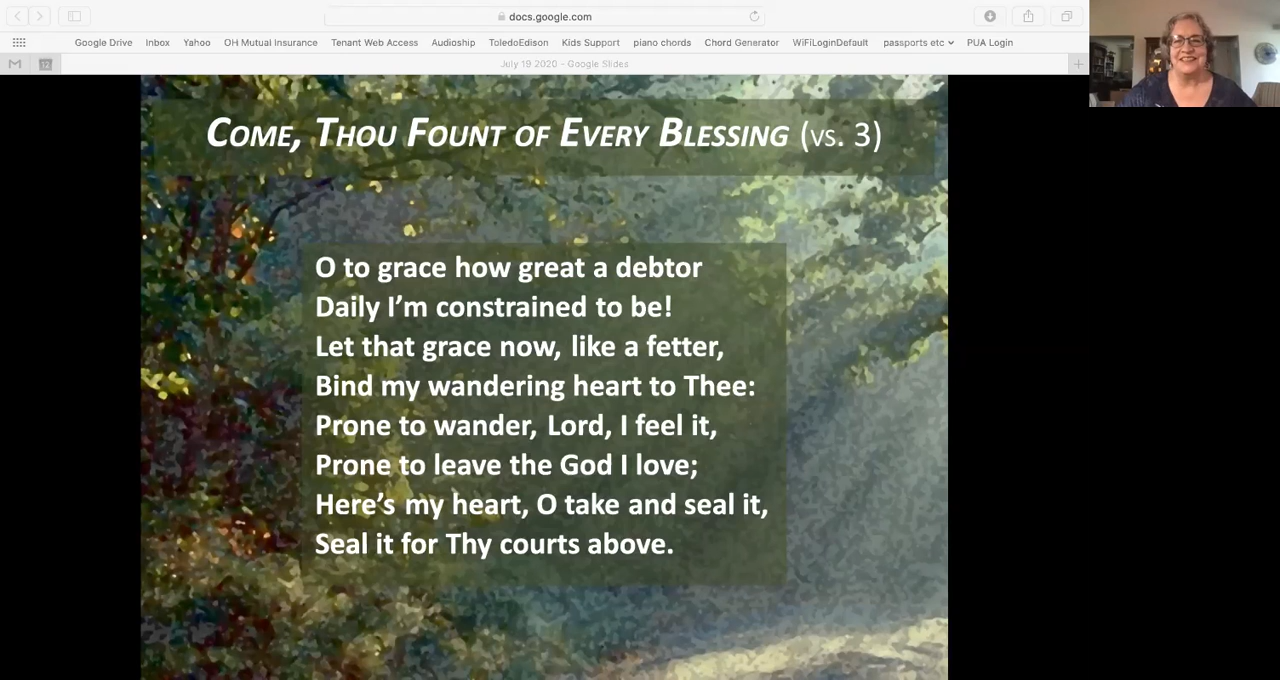 docs.google.com
Google Drive Inbox Yahoo OH Mutual Insurance Tenant Web Access Audioship ToledoEdison Kids Support piano chords Chord Generator WiFiLoginDefault passports etc PUA Login
July 19 2020 - Google Slides
COME, THOU FOUNT OF EVERY BLESSING (vs. 3)
O to grace how great a debtor
Daily I'm constrained to be!
Let that grace now, like a fetter,
Bind my wandering heart to Thee:
Prone to wander, Lord, I feel it,
Prone to leave the God I love;
Here's my heart, O take and seal it,
Seal it for Thy courts above.